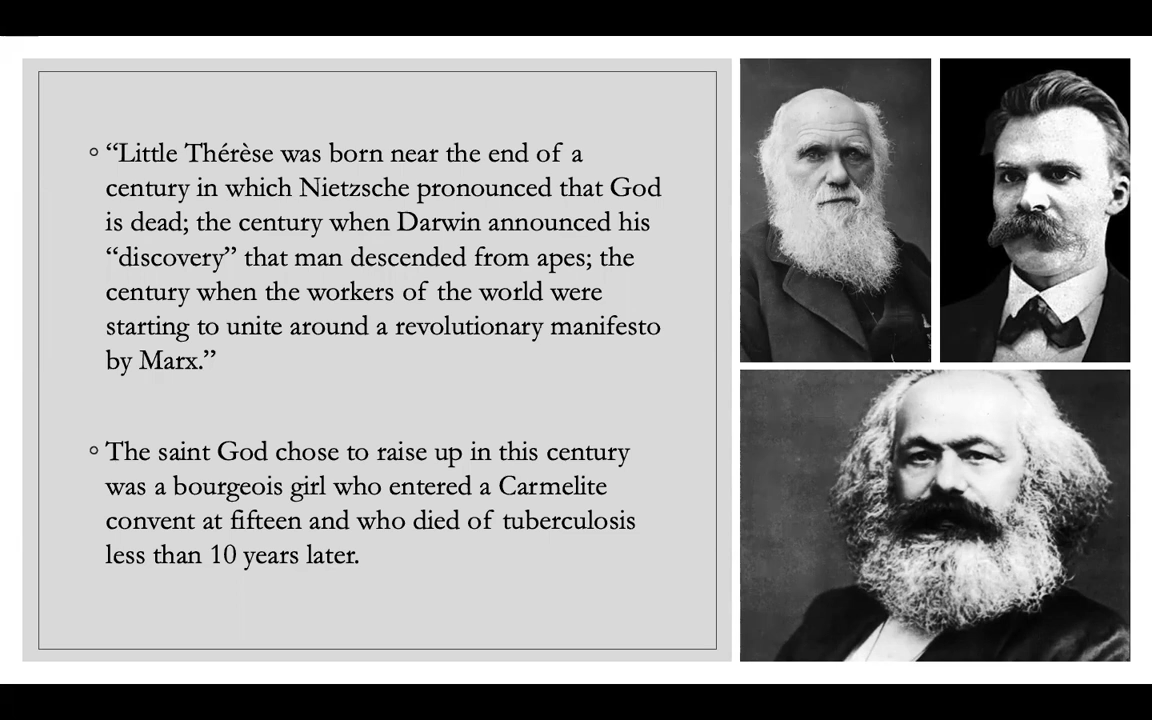 “Little Thérèse was born near the end of a
century in which Nietzsche pronounced that God
is dead; the century when Darwin announced his
“discovery” that man descended from apes; the
century when the workers of the world were
starting to unite around a revolutionary manifesto
by Marx.”
The saint God chose to raise up in this century
was a bourgeois girl who entered a Carmelite
convent at fifteen and who died of tuberculosis
less than 10 years later.